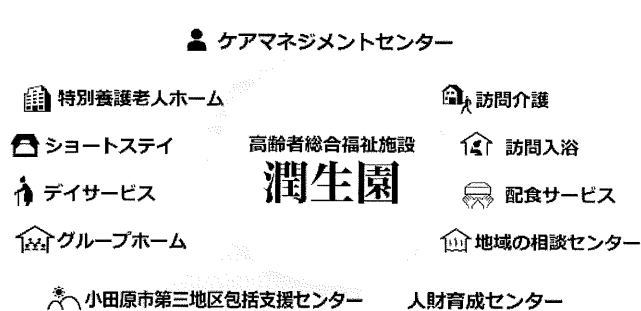 ケアマネジメントセンター
特別養護老人ホーム
訪問介護
ショートステイ
高齢者総合福祉施設
訪問入浴
潤生園
デイサービス
配食サービス
グループホーム
地域の相談センター
小田原市第三地区包括支援センター
人財育成センター